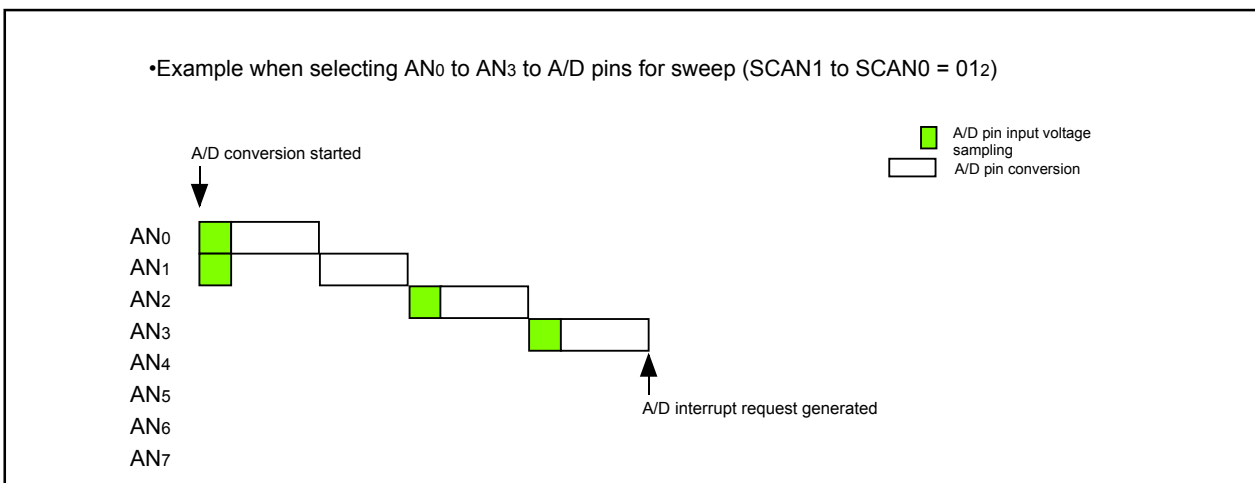 •Example when selecting AN0 to AN3 to A/D pins for sweep (SCAN1 to SCAN0 = 012)
A/D pin input voltage
sampling
A/D pin conversion
A/D conversion started
AN0
AN1
AN2
AN3
AN4
AN5
AN6
AN7
A/D interrupt request generated